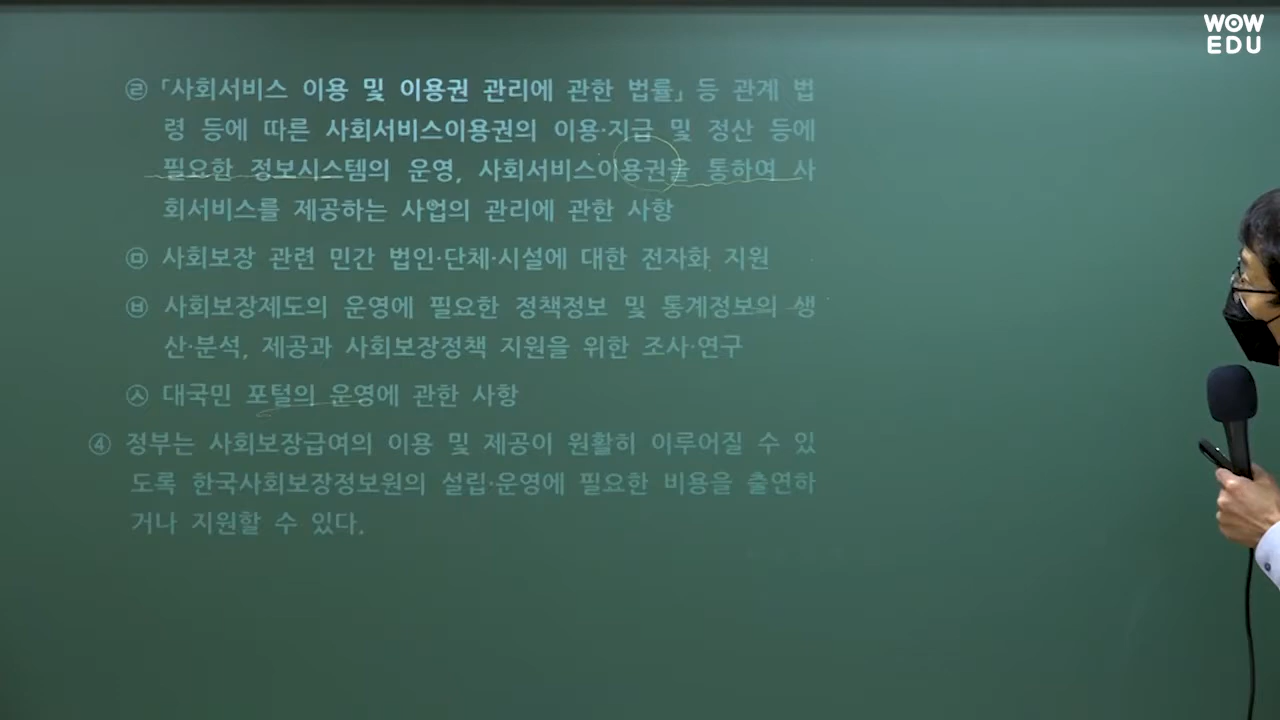 WOW
EDU
㉣ 「사회서비스 이용 및 이용권 관리에 관한 법률」 등 관계 법
령 등에 따른 사회서비스이용권의 이용·지급 및 정산 등에
필요한 정보시스템의 운영, 사회서비스이용권을 통하여 사
회서비스를 제공하는 사업의 관리에 관한 사항
㉤ 사회보장 관련 민간 법인·단체·시설에 대한 전자화 지원
㉥ 사회보장제도의 운영에 필요한 정책정보 및 통계정보의 생
산·분석, 제공과 사회보장정책 지원을 위한 조사·연구
㉦ 대국민 포털의 운영에 관한 사항
④ 정부는 사회보장급여의 이용 및 제공이 원활히 이루어질 수 있
도록 한국사회보장정보원의 설립·운영에 필요한 비용을 출연하
거나 지원할 수 있다.